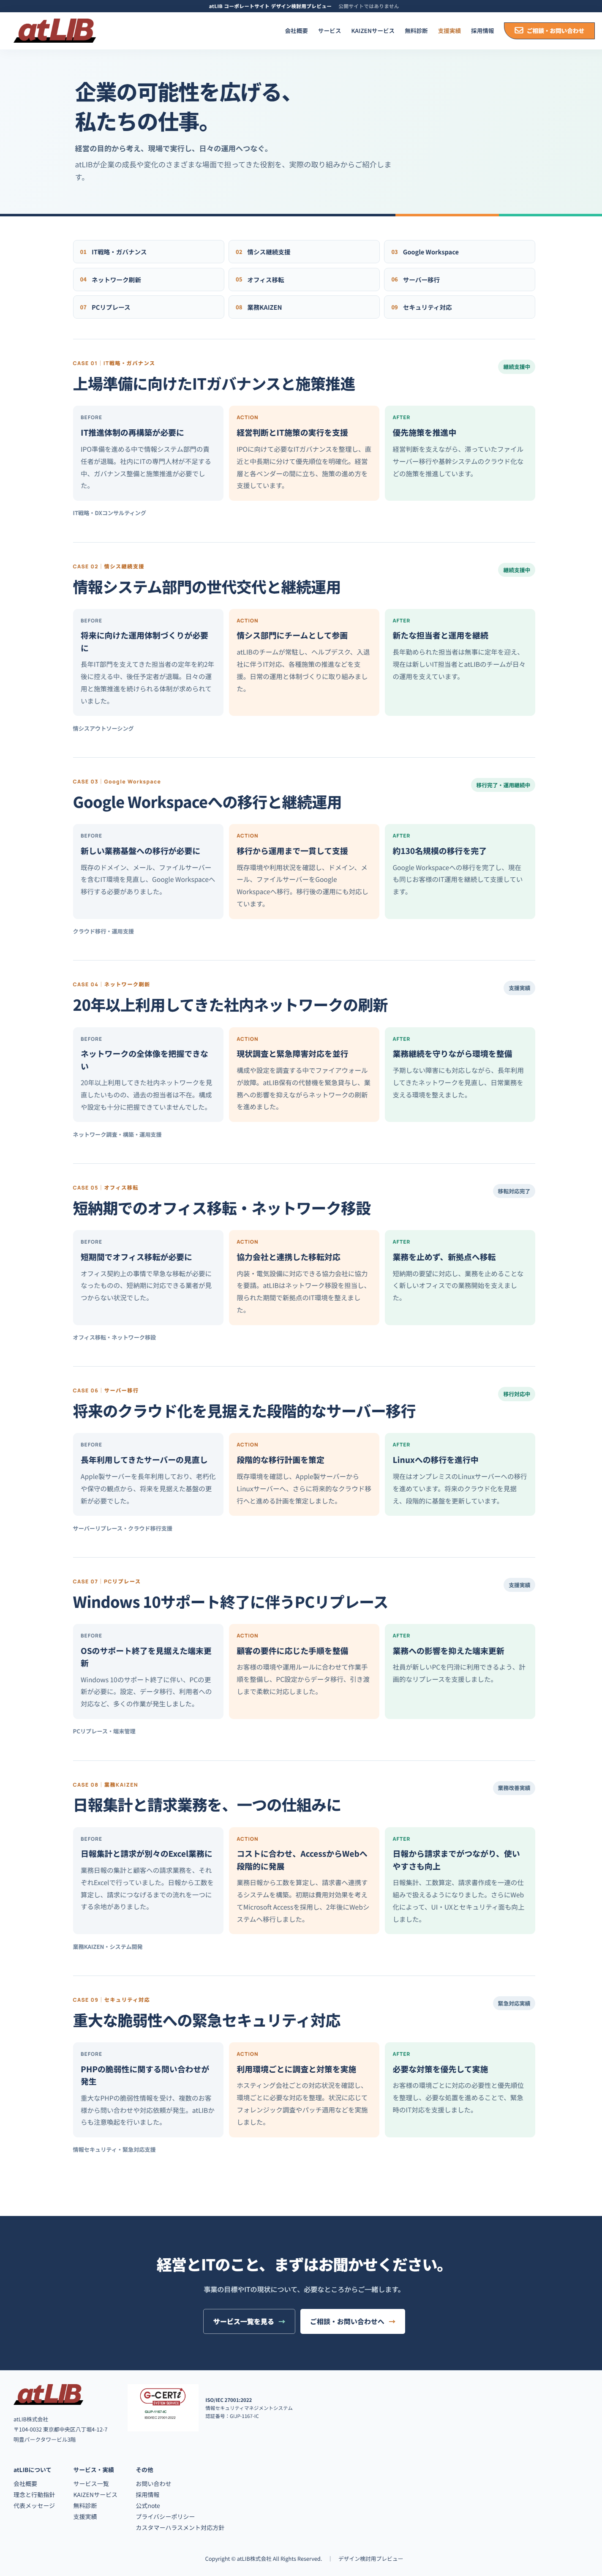 atLIB コーポレートサイト デザイン検討用プレビュー 公開サイトではありません
atLIB
会社概要 サービス KAIZENサービス 無料診断 支援実績 採用情報 ご相談・お問い合わせ
企業の可能性を広げる、
私たちの仕事。
経営の目的から考え、現場で実行し、日々の運用へつなぐ。
atLIBが企業の成長や変化のさまざまな場面で担ってきた役割を、実際の取り組みからご紹介しま
す。
01 IT戦略・ガバナンス
02 情シス継続支援
03 Google Workspace
04 ネットワーク刷新
05 オフィス移転
06 サーバー移行
07 PCリプレース
08 業務KAIZEN
09 セキュリティ対応
CASE 01｜IT戦略・ガバナンス
継続支援中
上場準備に向けたITガバナンスと施策推進
BEFORE
IT推進体制の再構築が必要に
IPO準備を進める中で情報システム部門の責
任者が退職。社内にITの専門人材が不足する
中、ガバナンス整備と施策推進が必要でし
た。
ACTION
経営判断とIT施策の実行を支援
IPOに向けて必要なITガバナンスを整理し、直
近と中長期に分けて優先順位を明確化。経営
層と各ベンダーの間に立ち、施策の進め方を
支援しています。
AFTER
優先施策を推進中
経営判断を支えながら、滞っていたファイル
サーバー移行や基幹システムのクラウド化な
どの施策を推進しています。
IT戦略・DXコンサルティング
CASE 02｜情シス継続支援
継続支援中
情報システム部門の世代交代と継続運用
BEFORE
将来に向けた運用体制づくりが必要
に
長年IT部門を支えてきた担当者の定年を約2年
後に控える中、後任予定者が退職。日々の運
用と施策推進を続けられる体制が求められて
いました。
ACTION
情シス部門にチームとして参画
atLIBのチームが常駐し、ヘルプデスク、入退
社に伴うIT対応、各種施策の推進などを支
援。日常の運用と体制づくりに取り組みまし
た。
AFTER
新たな担当者と運用を継続
長年勤められた担当者は無事に定年を迎え、
現在は新しいIT担当者とatLIBのチームが日々
の運用を支えています。
情シスアウトソーシング
CASE 03｜Google Workspace
移行完了・運用継続中
Google Workspaceへの移行と継続運用
BEFORE
新しい業務基盤への移行が必要に
既存のドメイン、メール、ファイルサーバー
を含むIT環境を見直し、Google Workspaceへ
移行する必要がありました。
ACTION
移行から運用まで一貫して支援
既存環境や利用状況を確認し、ドメイン、メ
ール、ファイルサーバーをGoogle
Workspaceへ移行。移行後の運用にも対応し
ています。
AFTER
約130名規模の移行を完了
Google Workspaceへの移行を完了し、現在
も同じお客様のIT運用を継続して支援してい
ます。
クラウド移行・運用支援
CASE 04｜ネットワーク刷新
支援実績
20年以上利用してきた社内ネットワークの刷新
BEFORE
ネットワークの全体像を把握できな
い
20年以上利用してきた社内ネットワークを見
直したいものの、過去の担当者は不在。構成
や設定も十分に把握できていませんでした。
ACTION
現状調査と緊急障害対応を並行
構成や設定を調査する中でファイアウォール
が故障。atLIB保有の代替機を緊急貸与し、業
務への影響を抑えながらネットワークの刷新
を進めました。
AFTER
業務継続を守りながら環境を整備
予期しない障害にも対応しながら、長年利用
してきたネットワークを見直し、日常業務を
支える環境を整えました。
ネットワーク調査・構築・運用支援
CASE 05｜オフィス移転
移転対応完了
短納期でのオフィス移転・ネットワーク移設
BEFORE
短期間でオフィス移転が必要に
オフィス契約上の事情で早急な移転が必要に
なったものの、短納期に対応できる業者が見
つからない状況でした。
ACTION
協力会社と連携した移転対応
内装・電気設備に対応できる協力会社に協力
を要請。atLIBはネットワーク移設を担当し、
限られた期間で新拠点のIT環境を整えまし
た。
AFTER
業務を止めず、新拠点へ移転
短納期の要望に対応し、業務を止めることな
く新しいオフィスでの業務開始を支えまし
た。
オフィス移転・ネットワーク移設
CASE 06｜サーバー移行
移行対応中
将来のクラウド化を見据えた段階的なサーバー移行
BEFORE
長年利用してきたサーバーの見直し
Apple製サーバーを長年利用しており、老朽化
や保守の観点から、将来を見据えた基盤の更
新が必要でした。
ACTION
段階的な移行計画を策定
既存環境を確認し、Apple製サーバーから
Linuxサーバーへ、さらに将来的なクラウド移
行へと進める計画を策定しました。
AFTER
Linuxへの移行を進行中
現在はオンプレミスのLinuxサーバーへの移行
を進めています。将来のクラウド化を見据
え、段階的に基盤を更新しています。
サーバーリプレース・クラウド移行支援
CASE 07｜PCリプレース
支援実績
Windows 10サポート終了に伴うPCリプレース
BEFORE
OSのサポート終了を見据えた端末更
新
Windows 10のサポート終了に伴い、PCの更
新が必要に。設定、データ移行、利用者への
対応など、多くの作業が発生しました。
ACTION
顧客の要件に応じた手順を整備
お客様の環境や運用ルールに合わせて作業手
順を整備し、PC設定からデータ移行、引き渡
しまで柔軟に対応しました。
AFTER
業務への影響を抑えた端末更新
社員が新しいPCを円滑に利用できるよう、計
画的なリプレースを支援しました。
PCリプレース・端末管理
CASE 08｜業務KAIZEN
業務改善実績
日報集計と請求業務を、一つの仕組みに
BEFORE
日報集計と請求が別々のExcel業務に
業務日報の集計と顧客への請求業務を、それ
ぞれExcelで行っていました。日報から工数を
算定し、請求につなげるまでの流れを一つに
する余地がありました。
ACTION
コストに合わせ、AccessからWebへ
段階的に発展
業務日報から工数を算定し、請求書へ連携す
るシステムを構築。初期は費用対効果を考え
てMicrosoft Accessを採用し、2年後にWebシ
ステムへ移行しました。
AFTER
日報から請求までがつながり、使い
やすさも向上
日報集計、工数算定、請求書作成を一連の仕
組みで扱えるようになりました。さらにWeb
化によって、UI・UXとセキュリティ面も向上
しました。
業務KAIZEN・システム開発
CASE 09｜セキュリティ対応
緊急対応実績
重大な脆弱性への緊急セキュリティ対応
BEFORE
PHPの脆弱性に関する問い合わせが
発生
重大なPHPの脆弱性情報を受け、複数のお客
様から問い合わせや対応依頼が発生。atLIBか
らも注意喚起を行いました。
ACTION
利用環境ごとに調査と対策を実施
ホスティング会社ごとの対応状況を確認し、
環境ごとに必要な対応を整理。状況に応じて
フォレンジック調査やパッチ適用などを実施
しました。
AFTER
必要な対策を優先して実施
お客様の環境ごとに対応の必要性と優先順位
を整理し、必要な処置を進めることで、緊急
時のIT対応を支援しました。
情報セキュリティ・緊急対応支援
経営とITのこと、まずはお聞かせください。
事業の目標やITの現状について、必要なところからご一緒します。
サービス一覧を見る →
ご相談・お問い合わせへ →
atLIB
atLIB株式会社
〒104-0032 東京都中央区八丁堀4-12-7
明重パークタワービル3階
G-CERTi
ISO/IEC 27001:2022
情報セキュリティマネジメントシステム
認証番号：GIJP-1167-IC
atLIBについて
会社概要
理念と行動指針
代表メッセージ
サービス・実績
サービス一覧
KAIZENサービス
無料診断
支援実績
その他
お問い合わせ
採用情報
公式note
プライバシーポリシー
カスタマーハラスメント対応方針
Copyright © atLIB株式会社 All Rights Reserved. ｜ デザイン検討用プレビュー